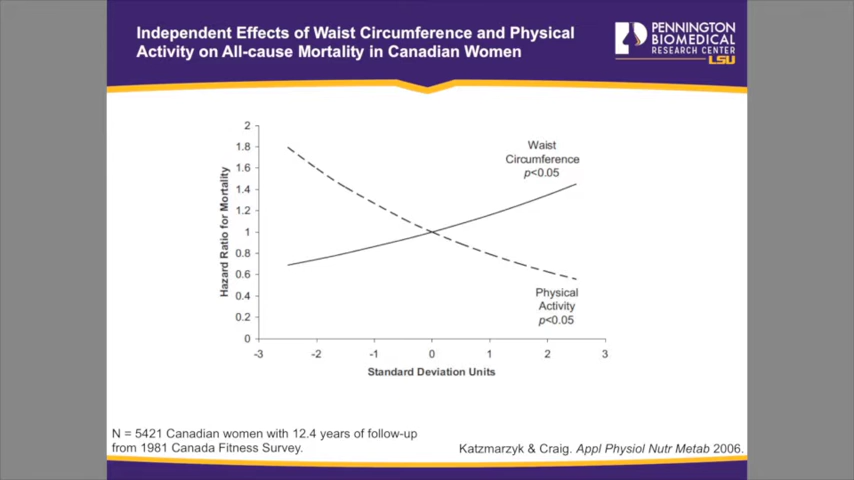 Independent Effects of Waist Circumference and Physical
Activity on All-cause Mortality in Canadian Women
PENNINGTON
BIOMEDICAL
RESEARCH CENTER
LSU
2
1.8
1.6
1.4
1.2
1
0.8
0.6
0.4
0.2
0
Hazard Ratio for Mortality
Waist
Circumference
p<0.05
Physical
Activity
p<0.05
-3 -2 -1 0 1 2 3
Standard Deviation Units
N = 5421 Canadian women with 12.4 years of follow-up
from 1981 Canada Fitness Survey.
Katzmarzyk & Craig. Appl Physiol Nutr Metab 2006.